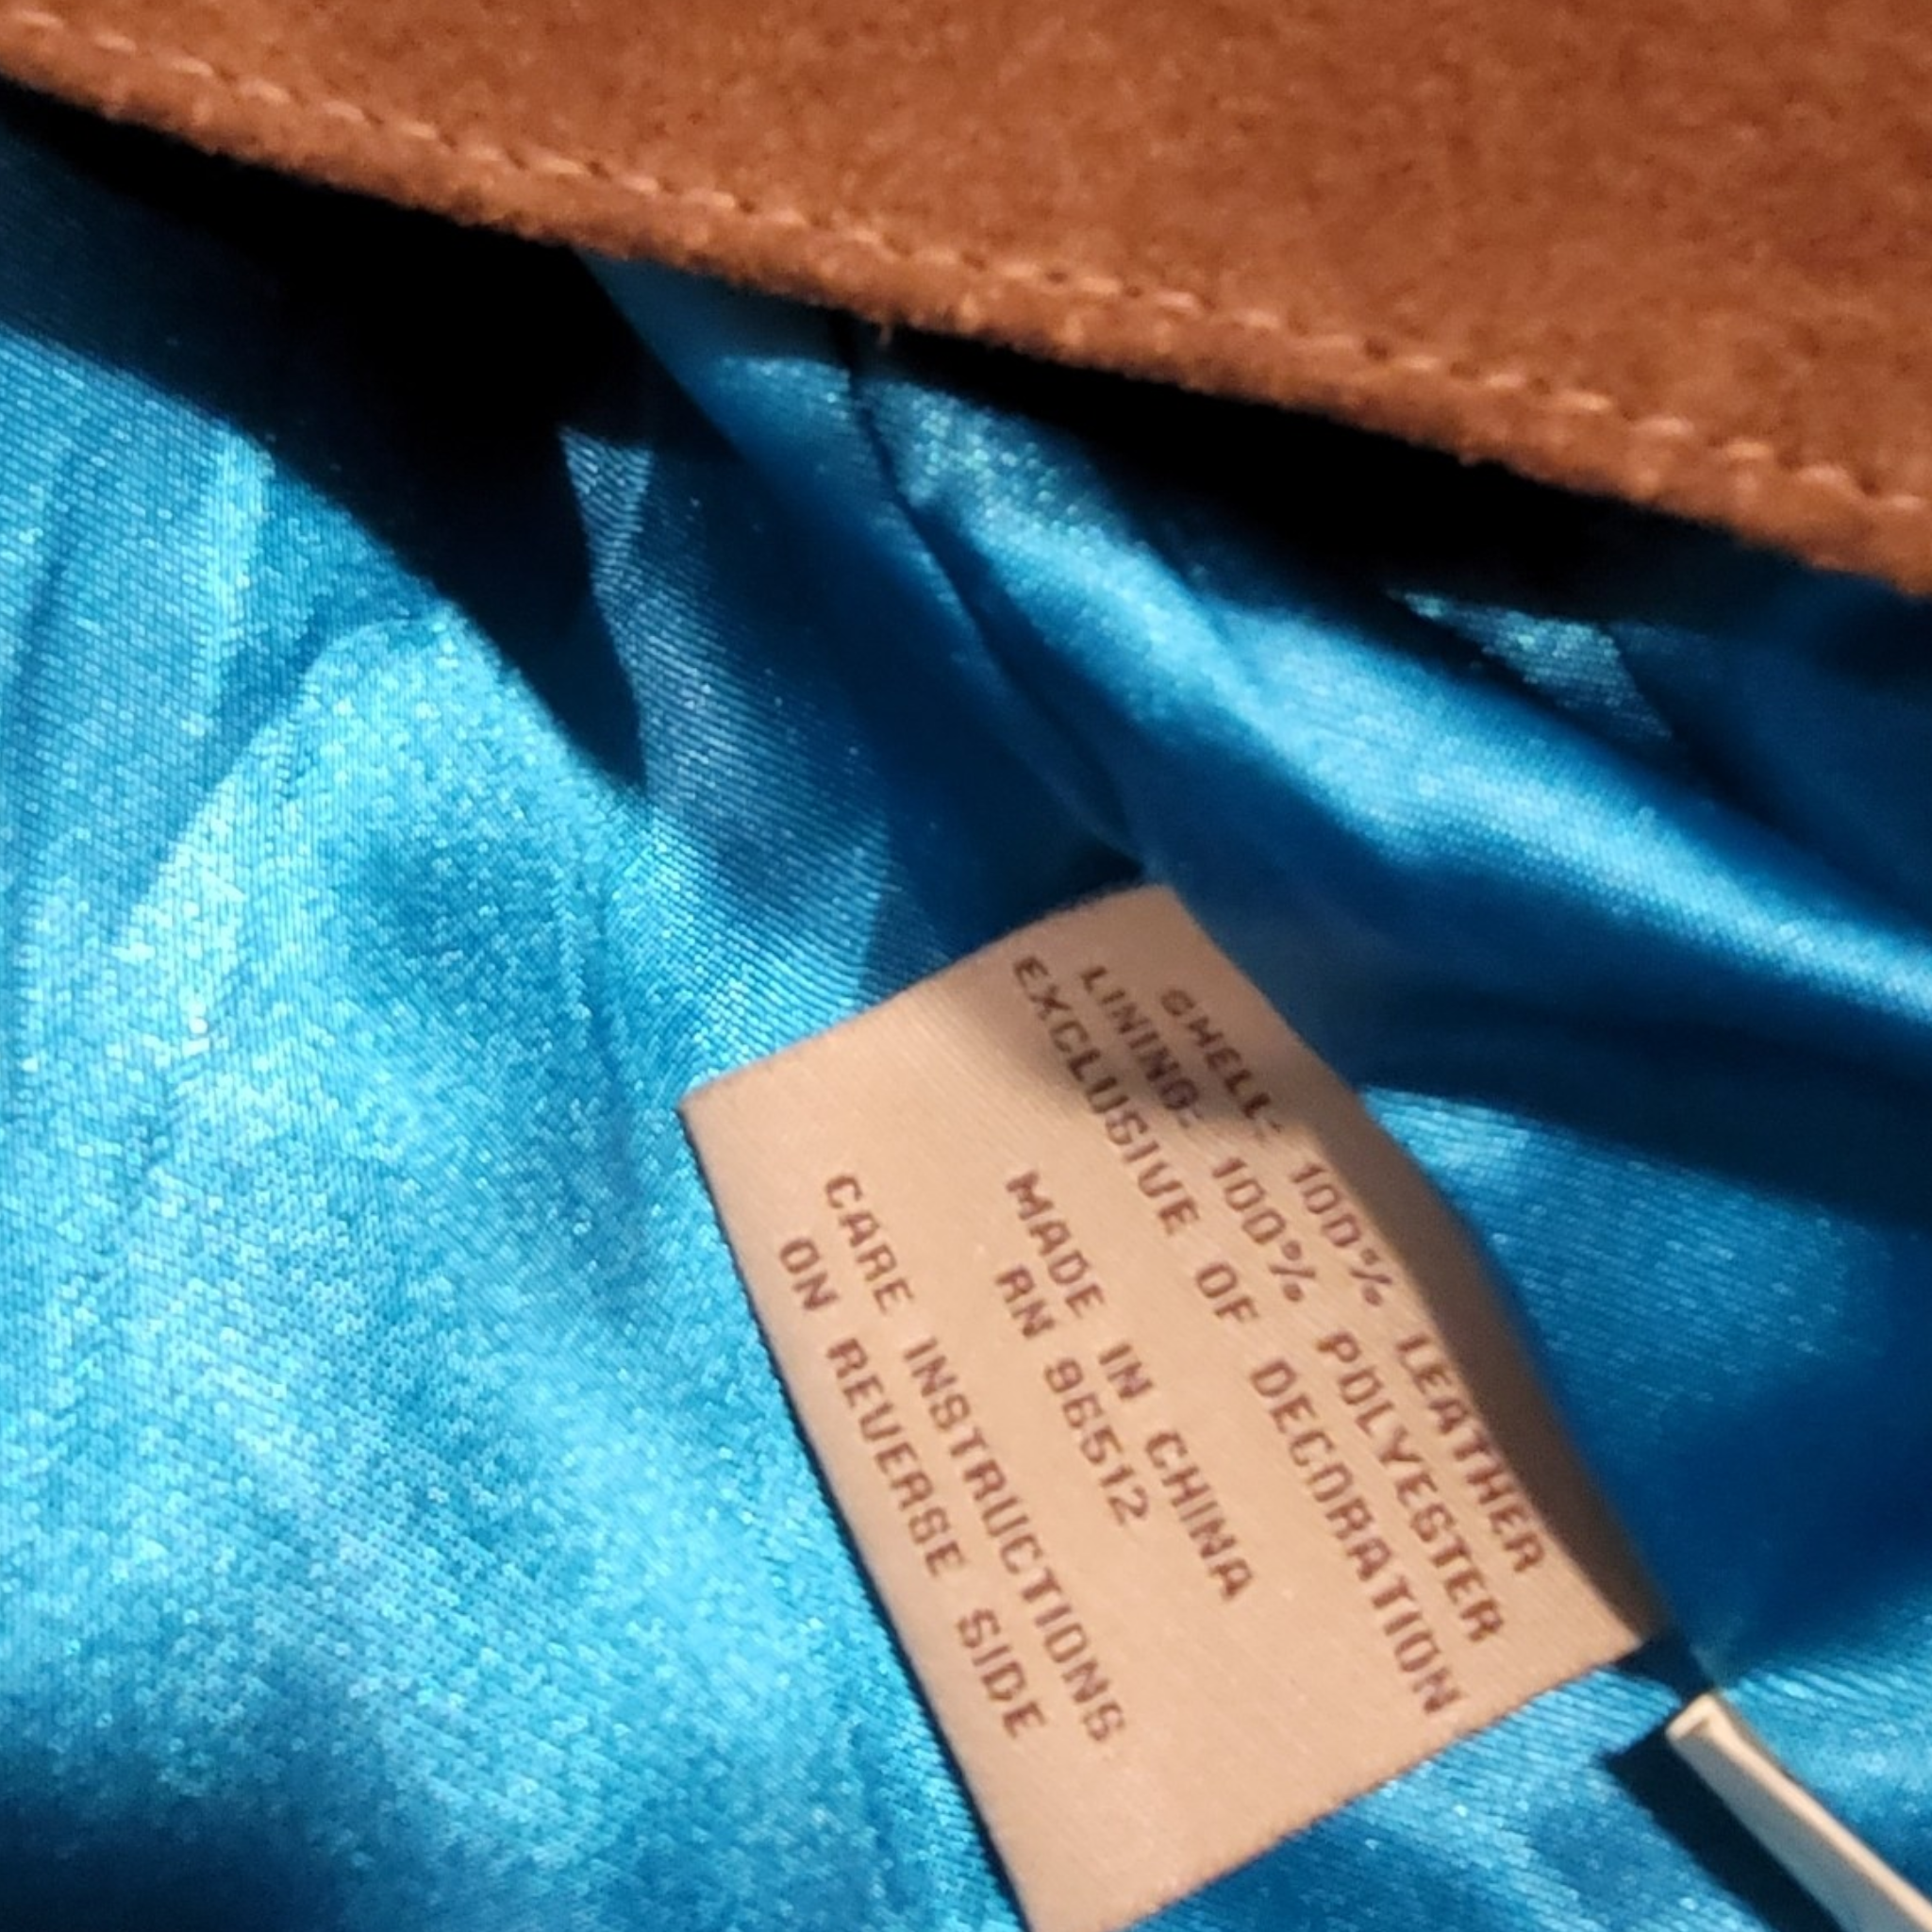 SHELL: 100% LEATHER
LINING: 100% POLYESTER
EXCLUSIVE OF DECORATION
MADE IN CHINA
RN 96512
CARE INSTRUCTIONS
ON REVERSE SIDE